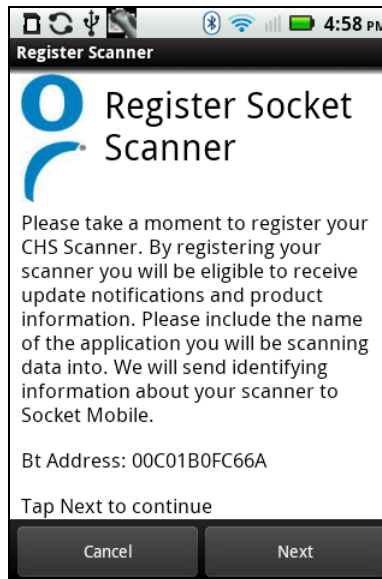 4:58 PM
Register Scanner
Register Socket
Scanner
Please take a moment to register your
CHS Scanner. By registering your
scanner you will be eligible to receive
update notifications and product
information. Please include the name
of the application you will be scanning
data into. We will send identifying
information about your scanner to
Socket Mobile.
Bt Address: 00C01B0FC66A
Tap Next to continue
Cancel Next